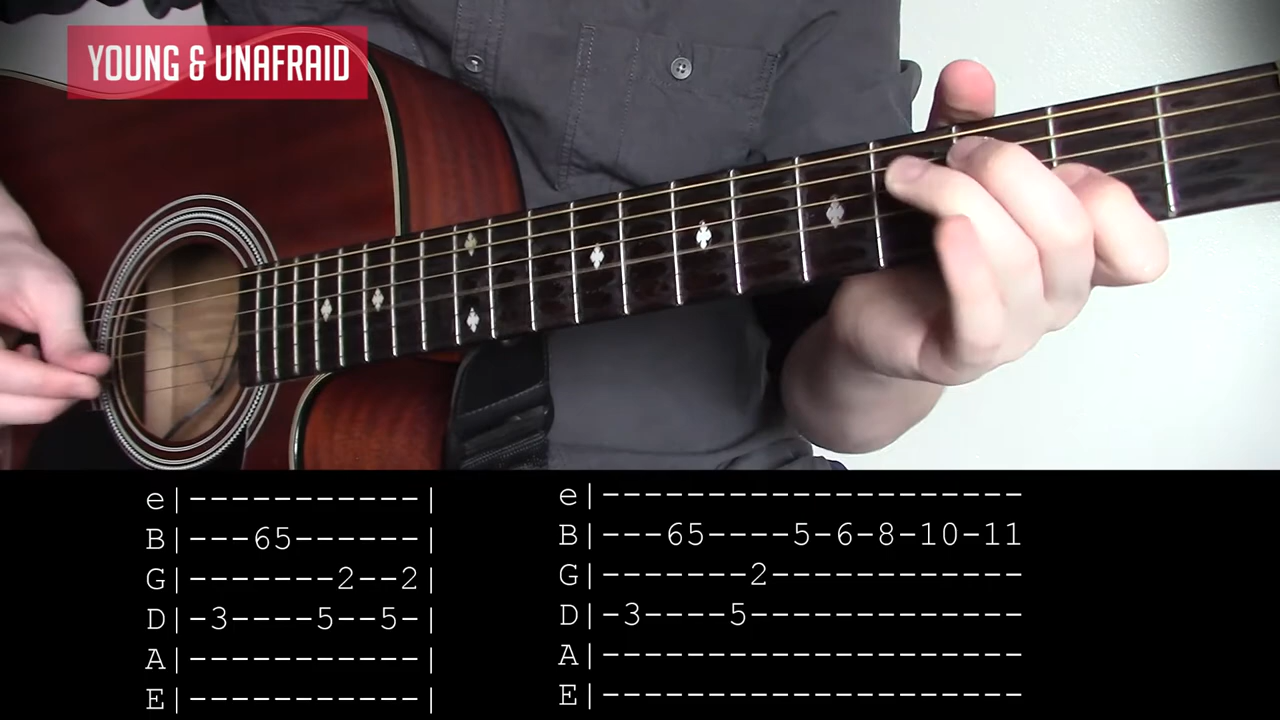 YOUNG & UNAFRAID
e|-----------|
B|---65------|
G|-------2--2|
D|-3----5--5-|
A|-----------|
E|-----------|
e|--------------------
B|---65----5-6-8-10-11
G|-------2------------
D|-3----5-------------
A|--------------------
E|--------------------